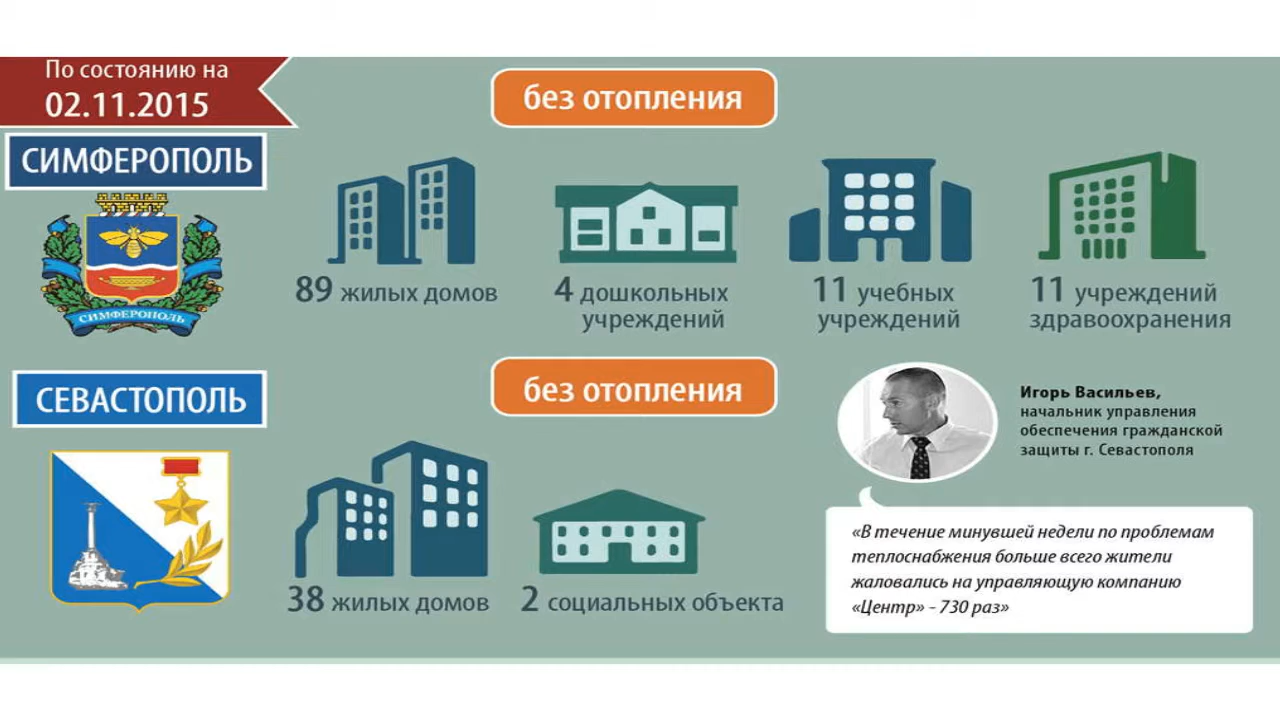 По состоянию на
02.11.2015
без отопления
СИМФЕРОПОЛЬ
СИМФЕРОПОЛЬ
89 жилых домов
4 дошкольных
учреждений
11 учебных
учреждений
11 учреждений
здравоохранения
СЕВАСТОПОЛЬ
без отопления
38 жилых домов
2 социальных объекта
Игорь Васильев,
начальник управления
обеспечения гражданской
защиты г. Севастополя
«В течение минувшей недели по проблемам
теплоснабжения больше всего жители
жаловались на управляющую компанию
«Центр» - 730 раз»